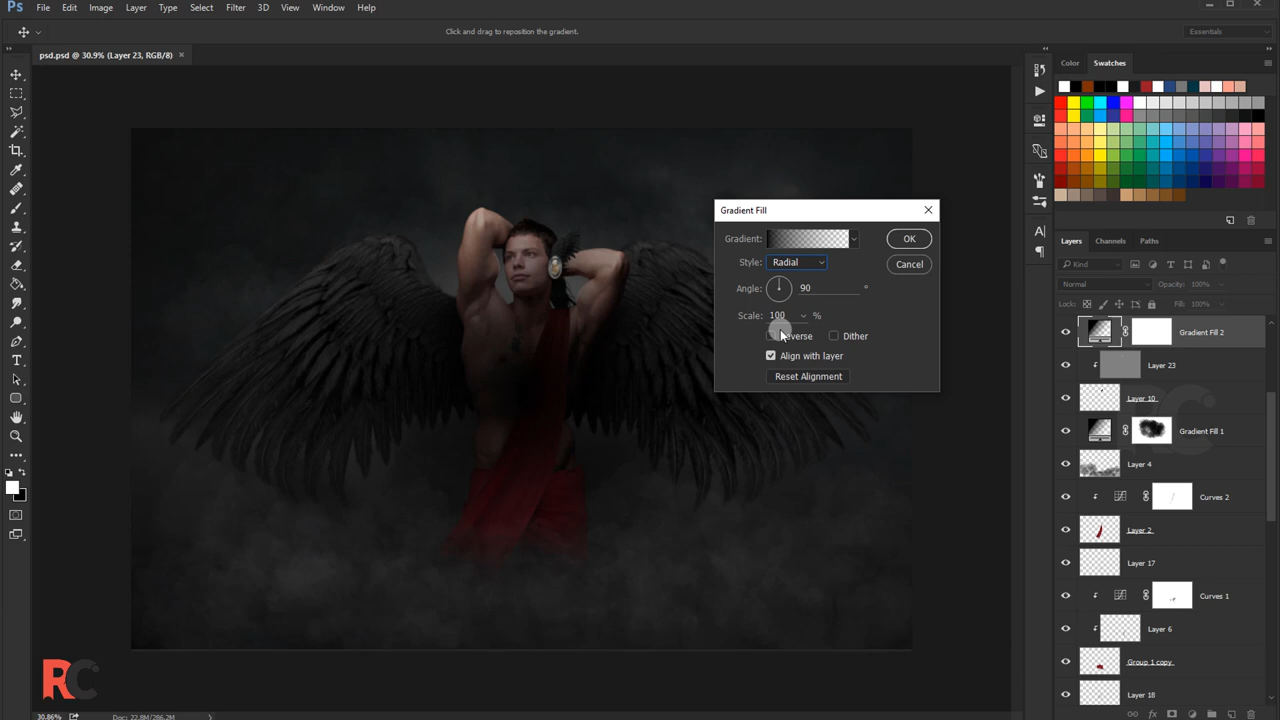 Ps File Edit Image Layer Type Select Filter 3D View Window Help
Click and drag to reposition the gradient.
Essentials
psd.psd @ 30.9% (Layer 23, RGB/8) ×
Color Swatches
Gradient Fill
Gradient: OK
Style: Radial Cancel
Angle: 90 °
Scale: 100 %
everse Dither
Align with layer
Reset Alignment
Layers Channels Paths
Kind
Normal Opacity: 100%
Lock: Fill: 100%
Gradient Fill 2
Layer 23
Layer 10
Gradient Fill 1
Layer 4
Curves 2
Layer 2
Layer 17
Curves 1
Layer 6
Group 1 copy
Layer 18
RC
RC
30.86% Doc: 22.8M/286.2M